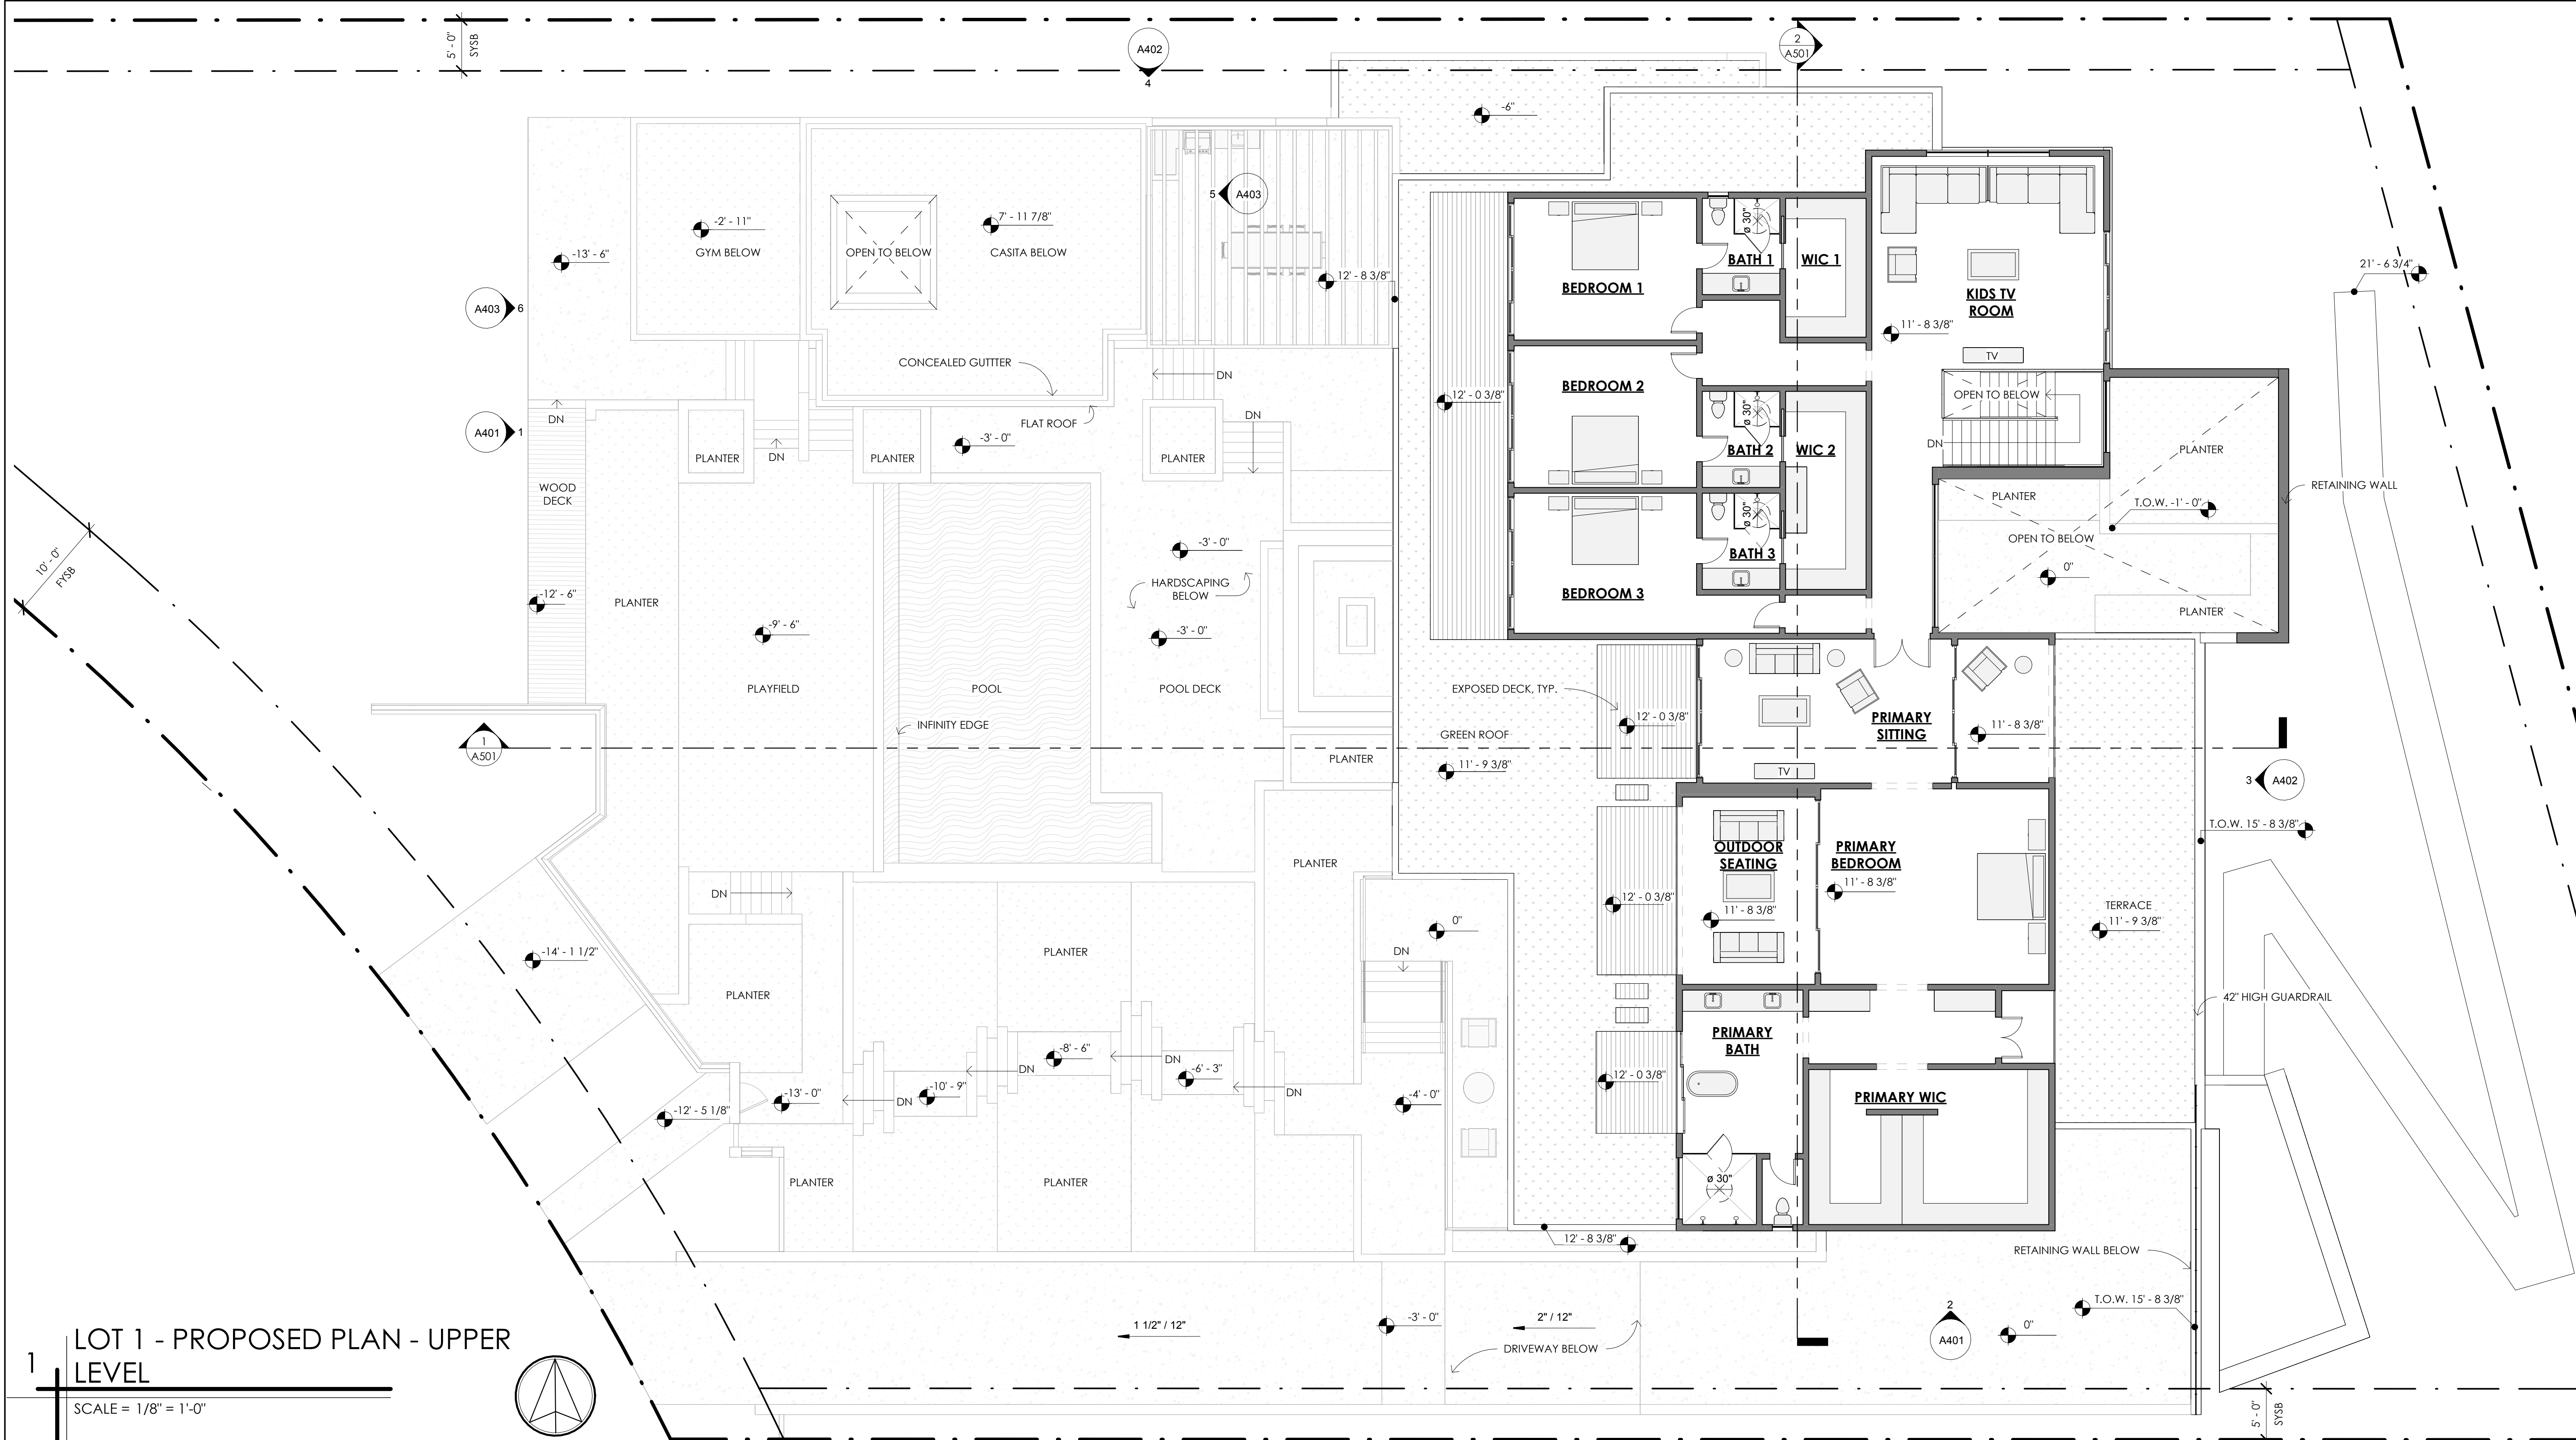 5' - 0"
SYSB
A402
4
2
A501
-6"
-13' - 6"
-2' - 11"
GYM BELOW
OPEN TO BELOW
7' - 11 7/8"
CASITA BELOW
5
A403
12' - 8 3/8"
A403
6
A401
1
CONCEALED GUTTTER
FLAT ROOF
DN
DN
DN
DN
PLANTER
PLANTER
PLANTER
-3' - 0"
WOOD
DECK
-12' - 6"
PLANTER
-9' - 6"
PLAYFIELD
POOL
INFINITY EDGE
-3' - 0"
HARDSCAPING
BELOW
-3' - 0"
POOL DECK
PLANTER
PLANTER
10' - 0"
FYSB
1
A501
BEDROOM 1
BATH 1
ø 30"
WIC 1
KIDS TV
ROOM
11' - 8 3/8"
TV
21' - 6 3/4"
12' - 0 3/8"
BEDROOM 2
BATH 2
ø 30"
WIC 2
OPEN TO BELOW
DN
PLANTER
RETAINING WALL
PLANTER
T.O.W. -1' - 0"
OPEN TO BELOW
0"
PLANTER
BEDROOM 3
BATH 3
ø 30"
EXPOSED DECK, TYP.
12' - 0 3/8"
GREEN ROOF
11' - 9 3/8"
PRIMARY
SITTING
11' - 8 3/8"
TV
3
A402
T.O.W. 15' - 8 3/8"
OUTDOOR
SEATING
11' - 8 3/8"
PRIMARY
BEDROOM
11' - 8 3/8"
12' - 0 3/8"
TERRACE
11' - 9 3/8"
42" HIGH GUARDRAIL
DN
-14' - 1 1/2"
PLANTER
PLANTER
0"
DN
-8' - 6"
DN
-6' - 3"
DN
-10' - 9"
DN
-13' - 0"
DN
-12' - 5 1/8"
-4' - 0"
PLANTER
PLANTER
PRIMARY
BATH
12' - 0 3/8"
PRIMARY WIC
ø 30"
12' - 8 3/8"
RETAINING WALL BELOW
T.O.W. 15' - 8 3/8"
1 1/2" / 12"
-3' - 0"
2" / 12"
DRIVEWAY BELOW
2
A401
0"
5' - 0"
SYSB
1
LOT 1 - PROPOSED PLAN - UPPER
LEVEL
SCALE = 1/8" = 1'-0"